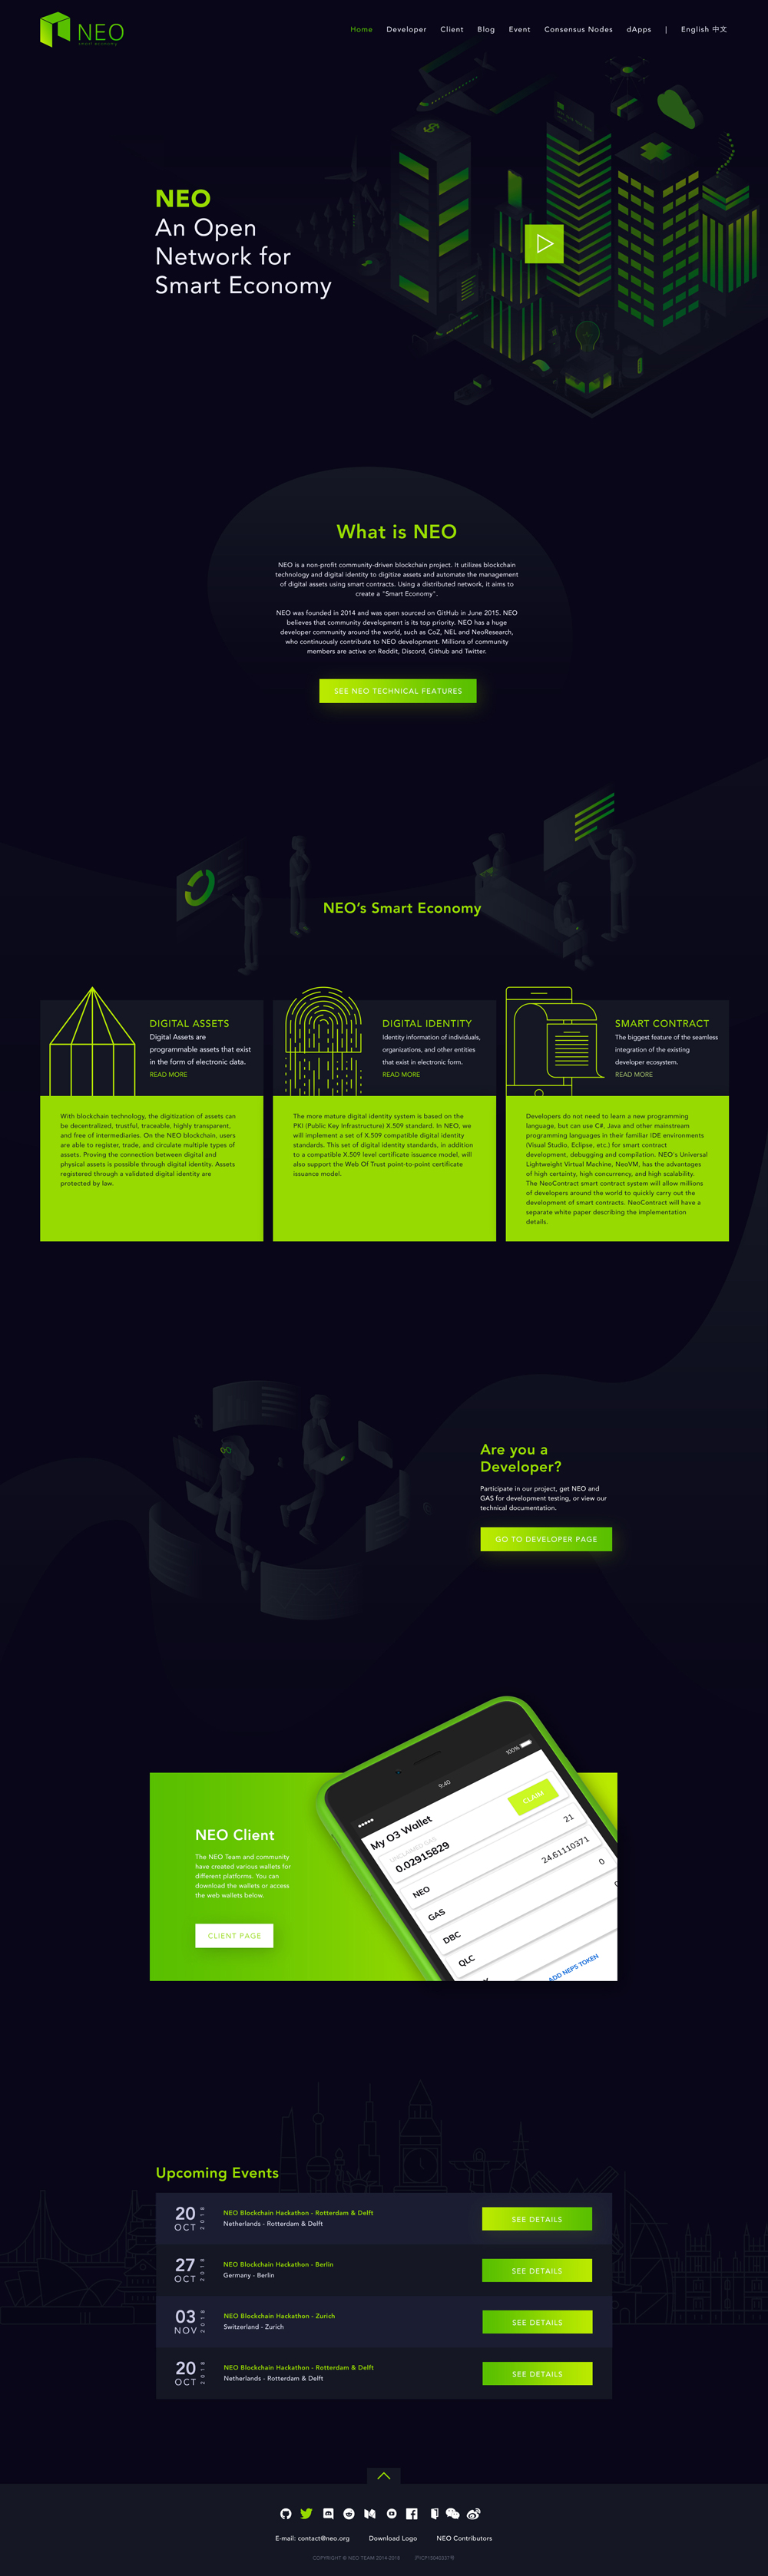 NEO
smart economy
Home Developer Client Blog Event Consensus Nodes dApps | English 中文
NEO
An Open
Network for
Smart Economy
What is NEO
NEO is a non-profit community-driven blockchain project. It utilizes blockchain
technology and digital identity to digitize assets and automate the management
of digital assets using smart contracts. Using a distributed network, it aims to
create a "Smart Economy".
NEO was founded in 2014 and was open sourced on GitHub in June 2015. NEO
believes that community development is its top priority. NEO has a huge
developer community around the world, such as CoZ, NEL and NeoResearch,
who continously contribute to NEO development. Millions of community
members are active on Reddit, Discord, Github and Twitter.
SEE NEO TECHNICAL FEATURES
NEO's Smart Economy
DIGITAL ASSETS
Digital Assets are
programmable assets that exist
in the form of electronic data.
READ MORE
With blockchain technology, the digitization of assets can
be decentralized, trustful, traceable, highly transparent,
and free of intermediaries. On the NEO blockchain, users
are able to register, trade, and circulate multiple types of
assets. Proving the connection between digital and
physical assets is possible through digital identity. Assets
registered through a validated digital identity are
protected by law.
DIGITAL IDENTITY
Identity information of individuals,
organizations, and other entities
that exist in electronic form.
READ MORE
The more mature digital identity system is based on the
PKI (Public Key Infrastructure) X.509 standard. In NEO, we
will implement a set of X.509 compatible digital identity
standards. This set of digital identity standards, in addition
to a compatible X.509 level certificate issuance model, will
also support the Web Of Trust point-to-point certificate
issuance model.
SMART CONTRACT
The biggest feature of the seamless
integration of the existing
developer ecosystem.
READ MORE
Developers do not need to learn a new programming
language, but can use C#, Java and other mainstream
programming languages in their familiar IDE environments
(Visual Studio, Eclipse, etc.) for smart contract
development, debugging and compilation. NEO's Universal
Lightweight Virtual Machine, NeoVM, has the advantages
of high certainty, high concurrency, and high scalability.
The NeoContract smart contract system will allow millions
of developers around the world to quickly carry out the
development of smart contracts. NeoContract will have a
separate white paper describing the implementation
details.
Are you a
Developer?
Participate in our project, get NEO and
GAS for development testing, or view our
technical documentation.
GO TO DEVELOPER PAGE
NEO Client
The NEO Team and community
have created various wallets for
different platforms. You can
download the wallets or access
the web wallets below.
CLIENT PAGE
9:40
100%
My O3 Wallet
UNCLAIMED GAS
0.02915829
CLAIM
NEO 21
GAS 24.61110371
DBC 0
QLC
ADD NEP5 TOKEN
Upcoming Events
20 OCT 2018
NEO Blockchain Hackathon - Rotterdam & Delft
Netherlands - Rotterdam & Delft
SEE DETAILS
27 OCT 2018
NEO Blockchain Hackathon - Berlin
Germany - Berlin
SEE DETAILS
03 NOV 2018
NEO Blockchain Hackathon - Zurich
Switzerland - Zurich
SEE DETAILS
20 OCT 2018
NEO Blockchain Hackathon - Rotterdam & Delft
Netherlands - Rotterdam & Delft
SEE DETAILS
E-mail: contact@neo.org Download Logo NEO Contributors
COPYRIGHT © NEO TEAM 2014-2018